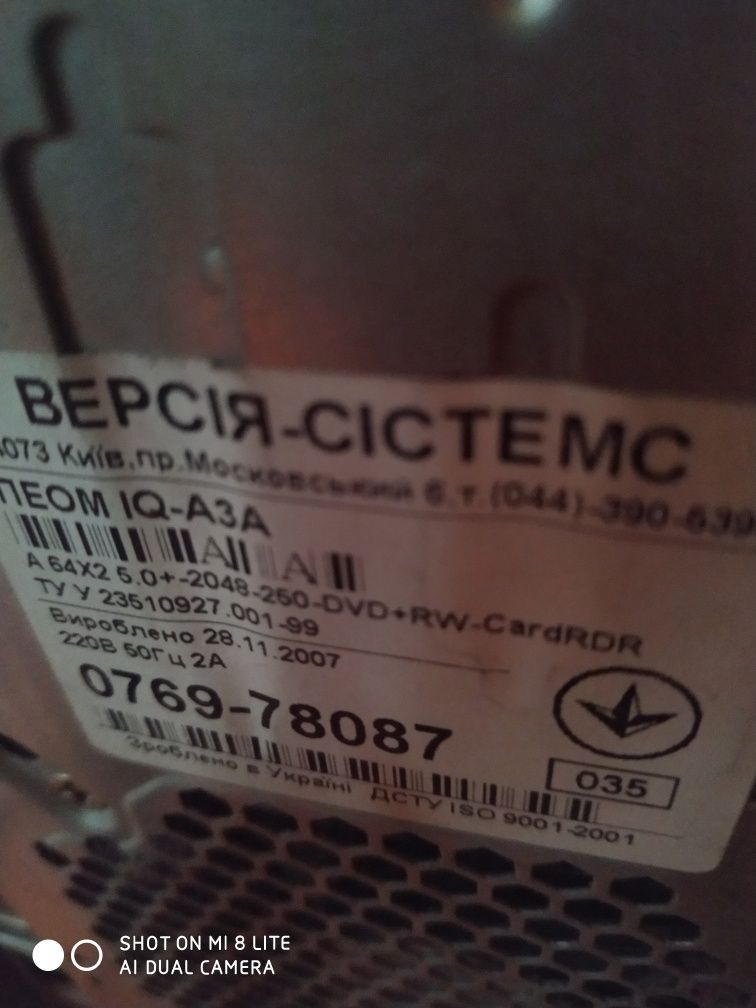 ВЕРСІЯ-СІСТЕМС
4073 Київ,пр.Московський 6.т.(044)-390-639
ПЕОМ IQ-A3A
A 64X2 5.0+-2048-250-DVD+RW-CardRDR
ТУ У 23510927.001-99
Вироблено 28.11.2007
220В 50Гц 2А
0769-78087
035
Зроблено в Україні ДСТУ ISO 9001-2001
SHOT ON MI 8 LITE
AI DUAL CAMERA